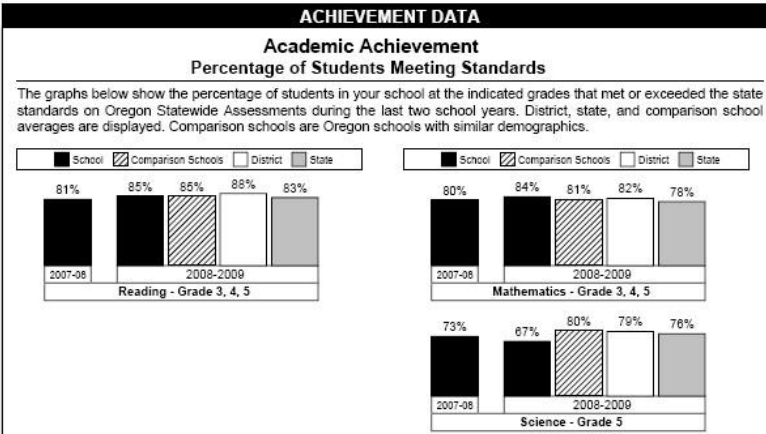 ACHIEVEMENT DATA
Academic Achievement
Percentage of Students Meeting Standards
The graphs below show the percentage of students in your school at the indicated grades that met or exceeded the state
standards on Oregon Statewide Assessments during the last two school years. District, state, and comparison school
averages are displayed. Comparison schools are Oregon schools with similar demographics.
School Comparison Schools District State
81% 85% 85% 88% 83%
2007-08 2008-2009
Reading - Grade 3, 4, 5
School Comparison Schools District State
80% 84% 81% 82% 78%
2007-08 2008-2009
Mathematics - Grade 3, 4, 5
73% 67% 80% 79% 76%
2007-08 2008-2009
Science - Grade 5